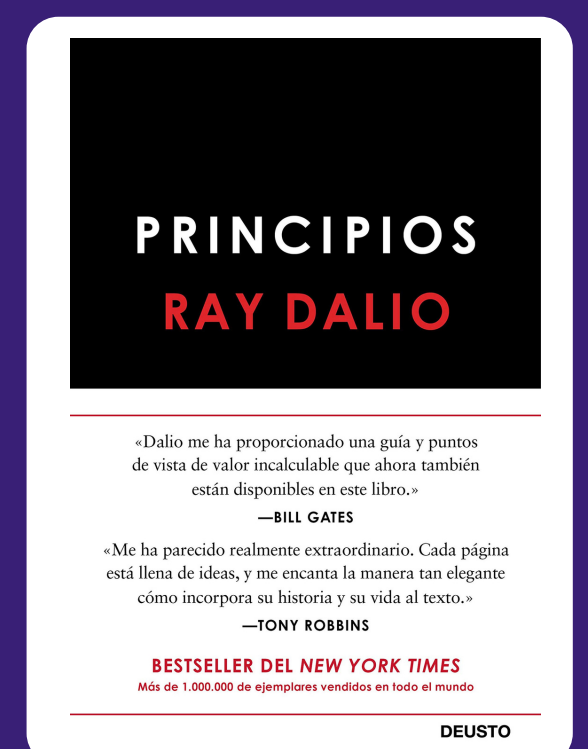 PRINCIPIOS
RAY DALIO
«Dalio me ha proporcionado una guía y puntos
de vista de valor incalculable que ahora también
están disponibles en este libro.»
—BILL GATES
«Me ha parecido realmente extraordinario. Cada página
está llena de ideas, y me encanta la manera tan elegante
cómo incorpora su historia y su vida al texto.»
—TONY ROBBINS
BESTSELLER DEL NEW YORK TIMES
Más de 1.000.000 de ejemplares vendidos en todo el mundo
DEUSTO